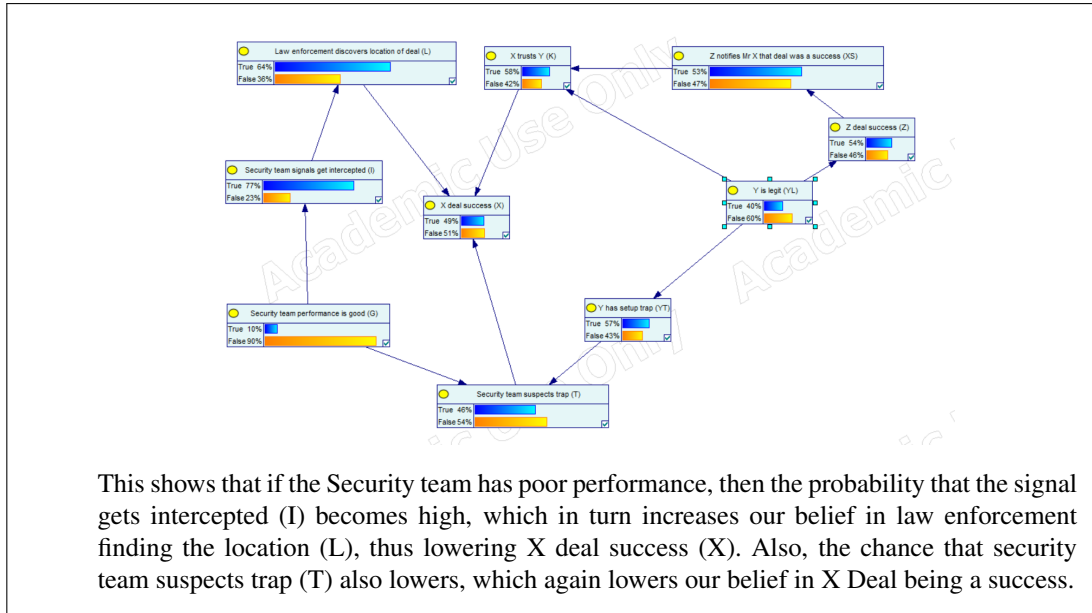 Law enforcement discovers location of deal (L)
True 64%
False 36%
X trusts Y (K)
True 58%
False 42%
Z notifies Mr X that deal was a success (XS)
True 53%
False 47%
Z deal success (Z)
True 54%
False 46%
Security team signals get intercepted (I)
True 77%
False 23%
X deal success (X)
True 49%
False 51%
Y is legit (YL)
True 40%
False 60%
Security team performance is good (G)
True 10%
False 90%
Y has setup trap (YT)
True 57%
False 43%
Security team suspects trap (T)
True 46%
False 54%
Academic Use Only
Academic
Academic Use Only
This shows that if the Security team has poor performance, then the probability that the signal
gets intercepted (I) becomes high, which in turn increases our belief in law enforcement
finding the location (L), thus lowering X deal success (X). Also, the chance that security
team suspects trap (T) also lowers, which again lowers our belief in X Deal being a success.